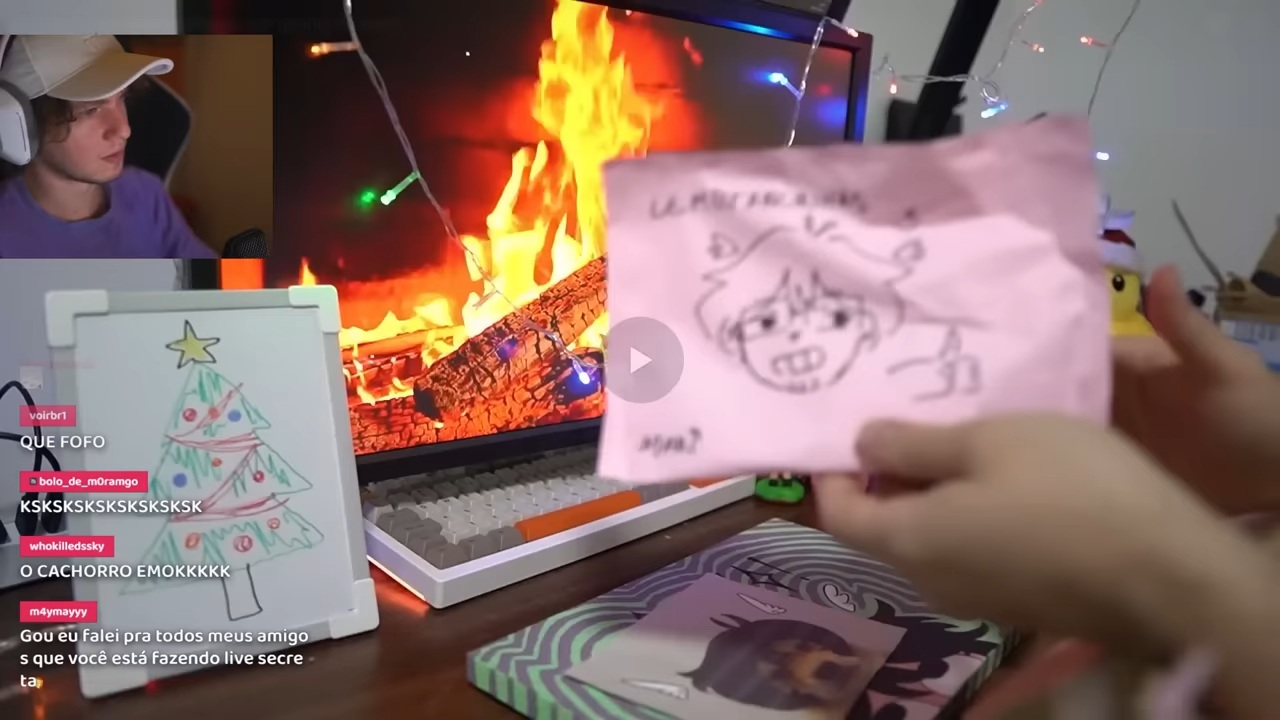 voirbr1
QUE FOFO
bolo_de_m0ramgo
KSKSKSKSKSKSKSKSK
whokilledssky
O CACHORRO EMOKKKKK
m4ymayyy
Gou eu falei pra todos meus amigo
s que você está fazendo live secre
ta,